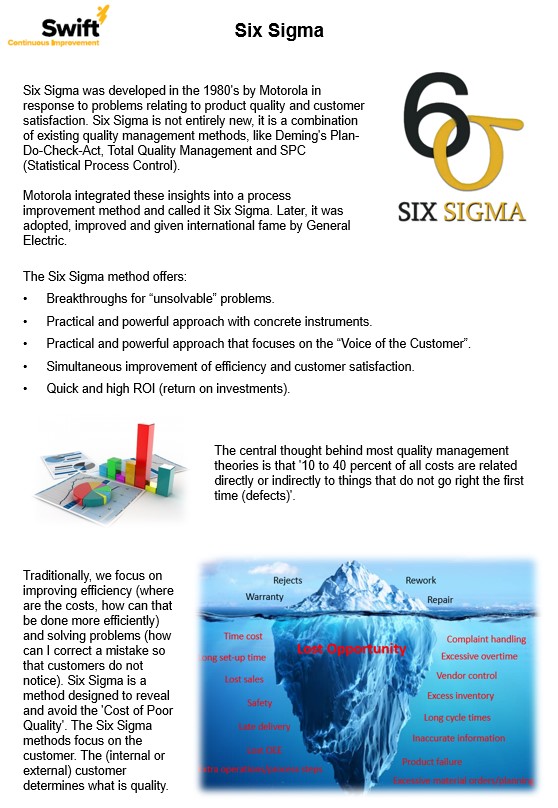 Swift
Continuous Improvement
Six Sigma
Six Sigma was developed in the 1980's by Motorola in
response to problems relating to product quality and customer
satisfaction. Six Sigma is not entirely new, it is a combination
of existing quality management methods, like Deming's Plan-
Do-Check-Act, Total Quality Management and SPC
(Statistical Process Control).
Motorola integrated these insights into a process
improvement method and called it Six Sigma. Later, it was
adopted, improved and given international fame by General
Electric.
6σ
SIX SIGMA
The Six Sigma method offers:
• Breakthroughs for “unsolvable” problems.
• Practical and powerful approach with concrete instruments.
• Practical and powerful approach that focuses on the “Voice of the Customer”.
• Simultaneous improvement of efficiency and customer satisfaction.
• Quick and high ROI (return on investments).
The central thought behind most quality management
theories is that '10 to 40 percent of all costs are related
directly or indirectly to things that do not go right the first
time (defects)'.
Traditionally, we focus on
improving efficiency (where
are the costs, how can that
be done more efficiently)
and solving problems (how
can I correct a mistake so
that customers do not
notice). Six Sigma is a
method designed to reveal
and avoid the 'Cost of Poor
Quality'. The Six Sigma
methods focus on the
customer. The (internal or
external) customer
determines what is quality.
Rejects
Rework
Warranty
Repair
Time cost
Lost Opportunity
Complaint handling
ong set-up time
Excessive overtime
Lost sales
Vendor control
Safety
Excess inventory
Late delivery
Long cycle times
Inaccurate information
Product failure
Excessive material orders/planning